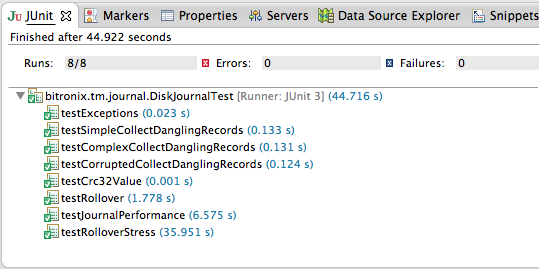 JU JUnit Markers Properties Servers Data Source Explorer Snippets
Finished after 44.922 seconds
Runs: 8/8 Errors: 0 Failures: 0
bitronix.tm.journal.DiskJournalTest [Runner: JUnit 3] (44.716 s)
testExceptions (0.023 s)
testSimpleCollectDanglingRecords (0.133 s)
testComplexCollectDanglingRecords (0.131 s)
testCorruptedCollectDanglingRecords (0.124 s)
testCrc32Value (0.001 s)
testRollover (1.778 s)
testJournalPerformance (6.575 s)
testRolloverStress (35.951 s)